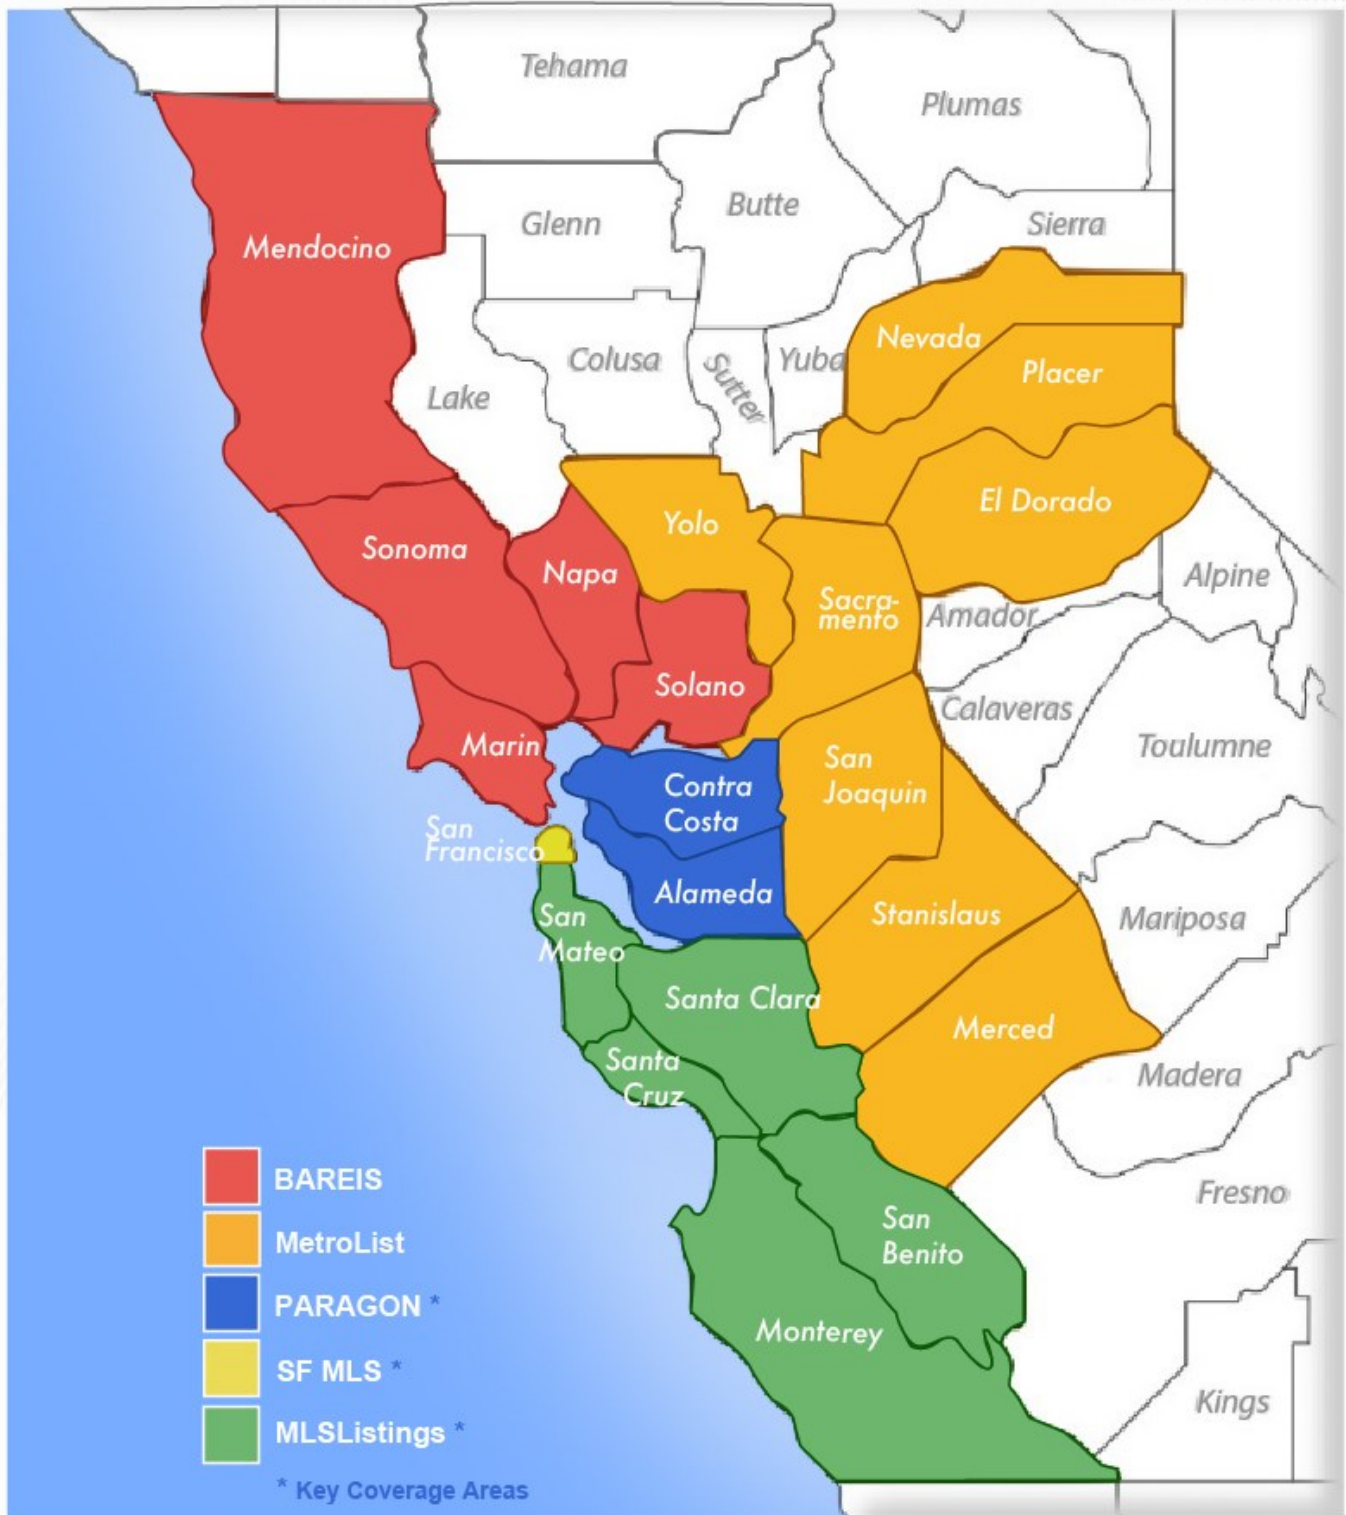 Tehama
Plumas
Butte
Glenn
Sierra
Mendocino
Nevada
Colusa
Sutter
Yuba
Placer
Lake
El Dorado
Yolo
Sonoma
Napa
Alpine
Sacra-
mento
Amador
Solano
Calaveras
Marin
Toulumne
San
Joaquin
Contra
Costa
San
Francisco
Alameda
Stanislaus
Mariposa
San
Mateo
Santa Clara
Merced
Santa
Cruz
Madera
BAREIS
Fresno
San
Benito
MetroList
PARAGON *
Monterey
SF MLS *
Kings
MLSListings *
* Key Coverage Areas